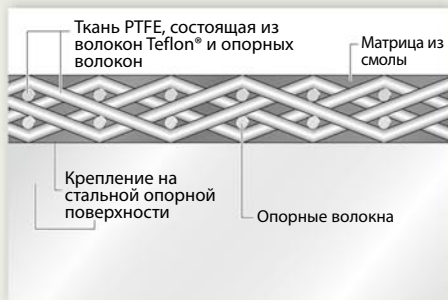 Ткань PTFE, состоящая из
волокон Teflon® и опорных
волокон
Матрица из
смолы
Крепление на
стальной опорной
поверхности
Опорные волокна